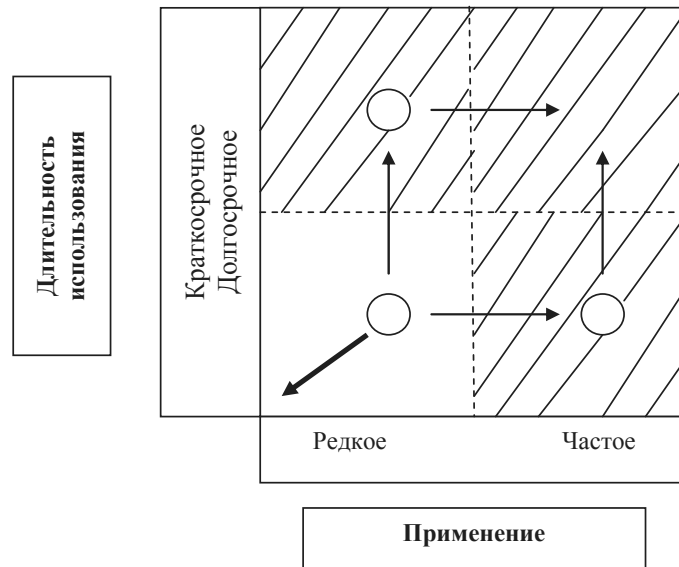 Длительность
использования
Краткосрочное
Долгосрочное
Редкое
Частое
Применение